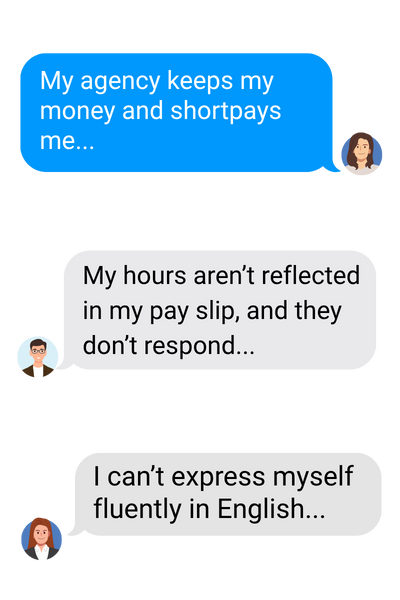 My agency keeps my
money and shortpays
me...
My hours aren’t reflected
in my pay slip, and they
don’t respond...
I can’t express myself
fluently in English...